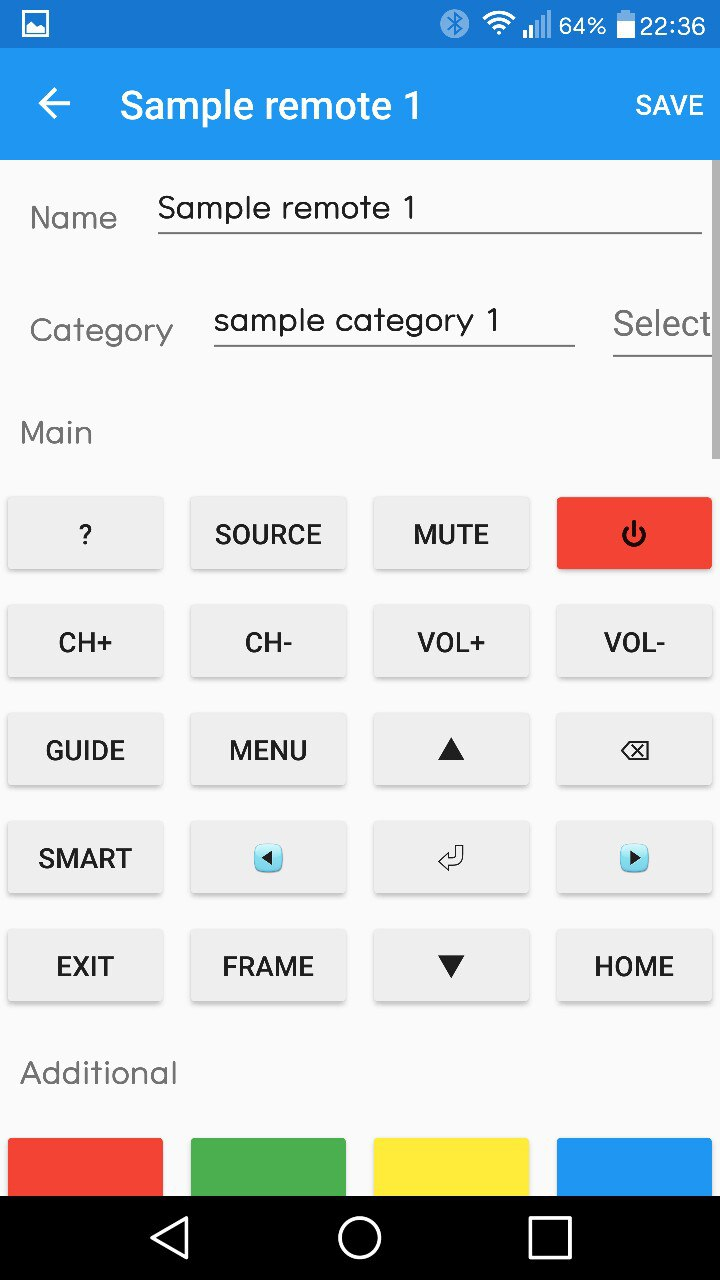 64% 22:36
Sample remote 1 SAVE
Name Sample remote 1
Category sample category 1 Select
Main
? SOURCE MUTE
CH+ CH- VOL+ VOL-
GUIDE MENU ▲ ⌫
SMART ◀ ⏎ ▶
EXIT FRAME ▼ HOME
Additional